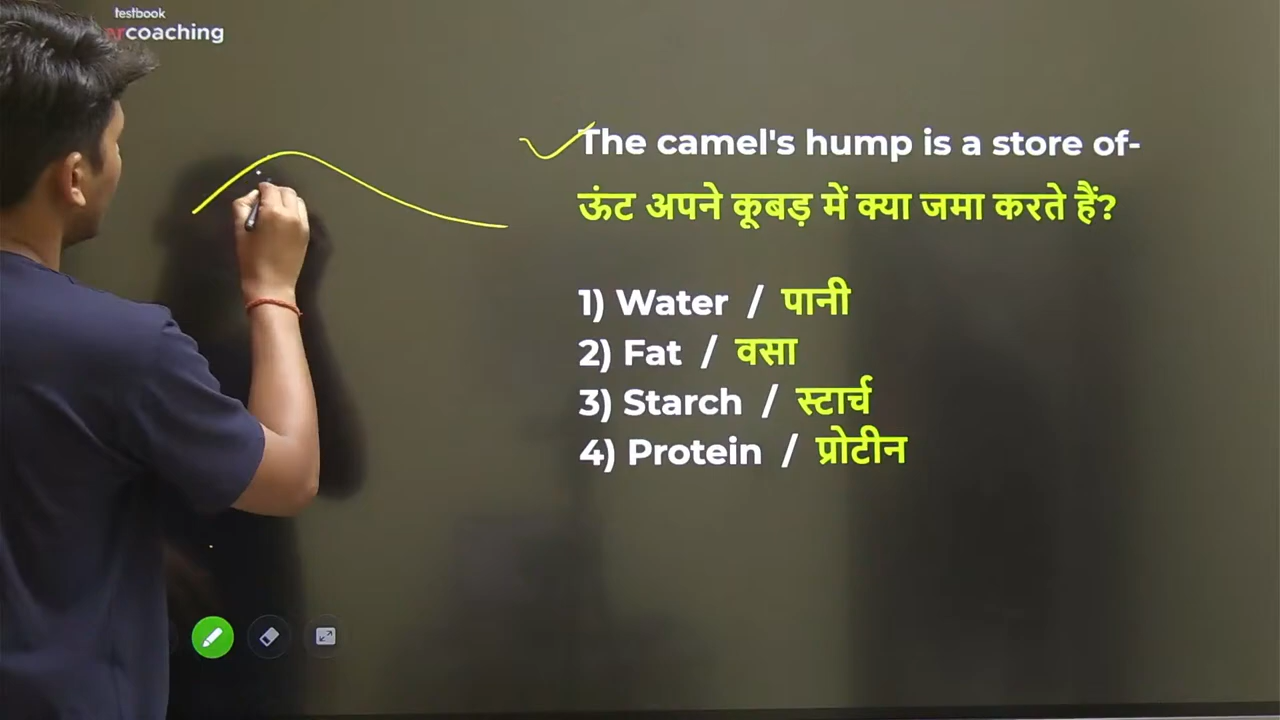 testbook
coaching
The camel's hump is a store of-
ऊंट अपने कूबड़ में क्या जमा करते हैं?
1) Water / पानी
2) Fat / वसा
3) Starch / स्टार्च
4) Protein / प्रोटीन